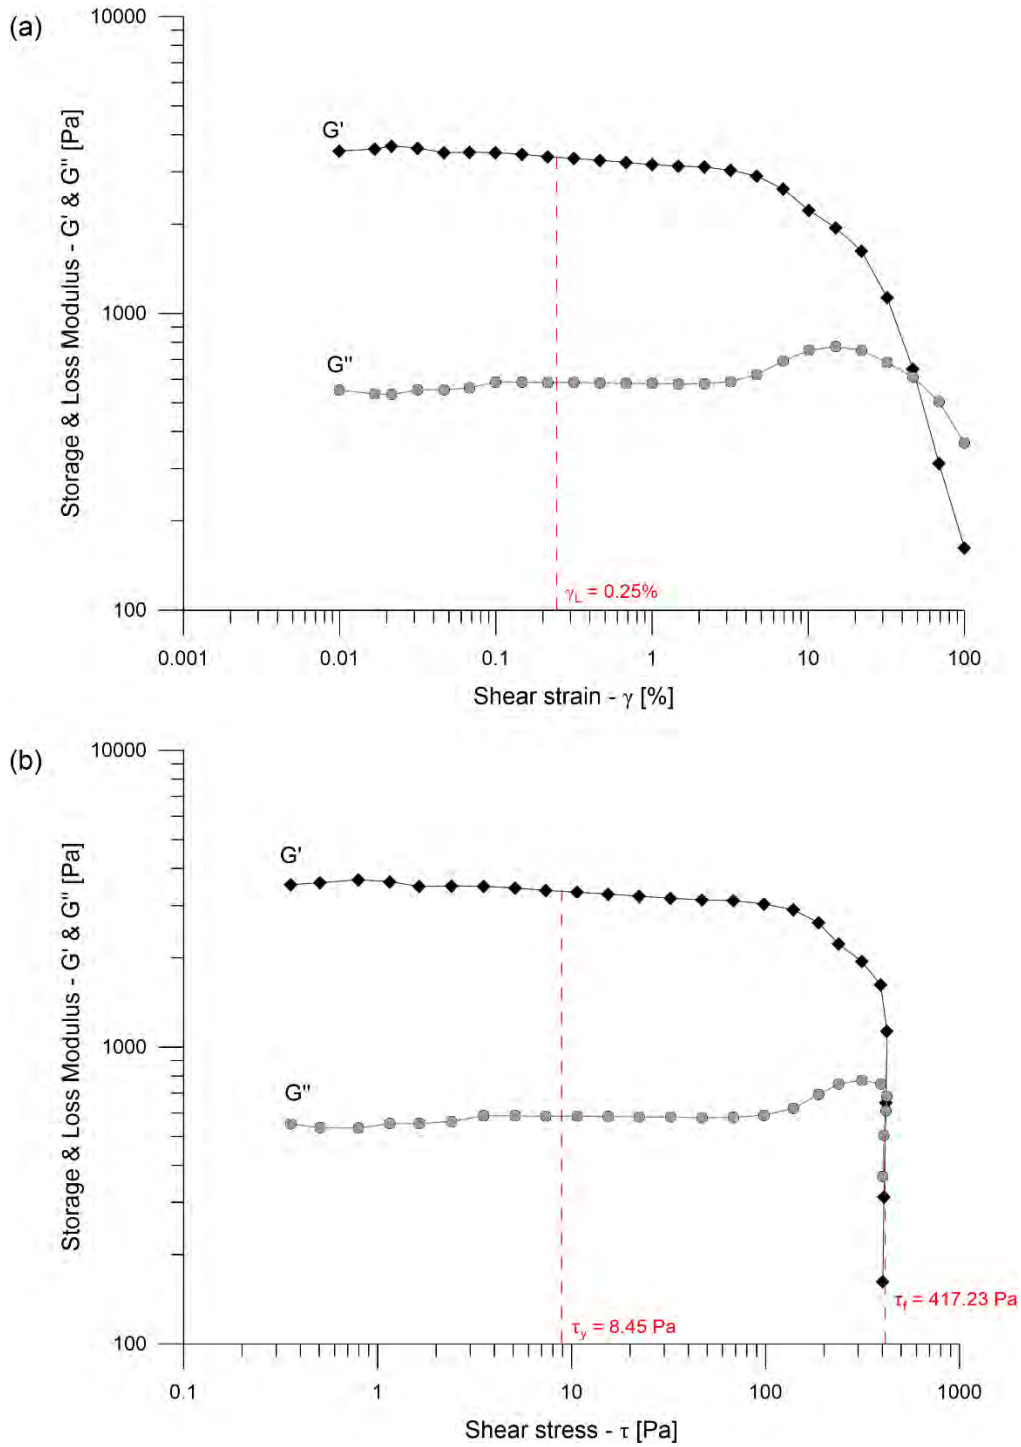 (a)
10000
1000
100
Storage & Loss Modulus - G' & G" [Pa]
G'
G"
γL = 0.25%
0.001
0.01
0.1
1
10
100
Shear strain - γ [%]
(b)
10000
1000
100
Storage & Loss Modulus - G' & G" [Pa]
G'
G"
τf = 417.23 Pa
τy = 8.45 Pa
0.1
1
10
100
1000
Shear stress - τ [Pa]